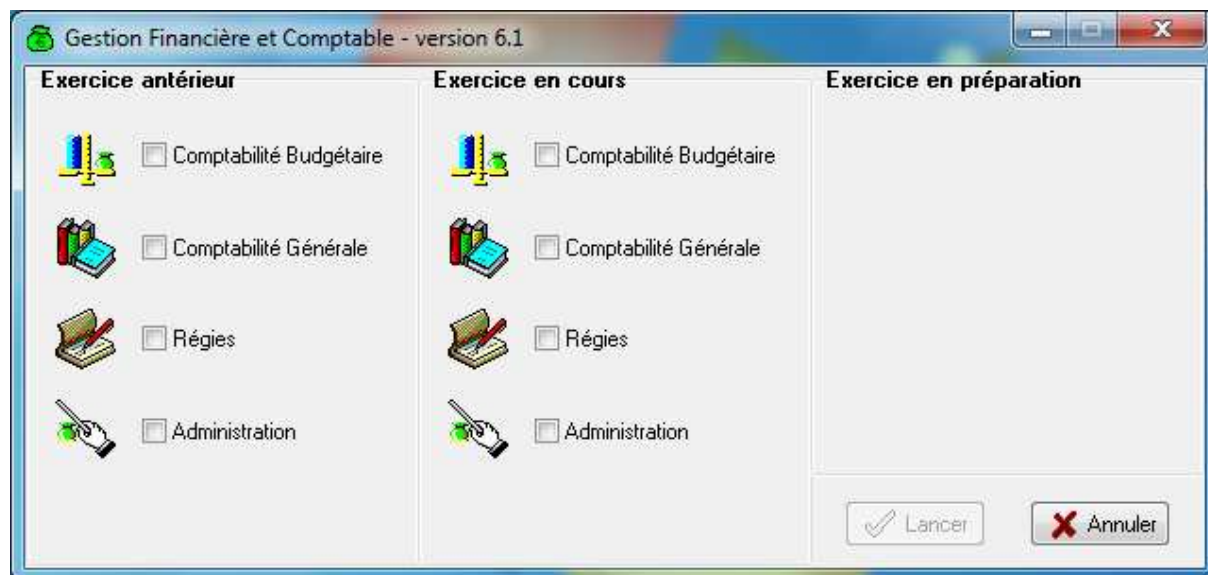 Gestion Financière et Comptable - version 6.1
Exercice antérieur
Comptabilité Budgétaire
Comptabilité Générale
Régies
Administration
Exercice en cours
Comptabilité Budgétaire
Comptabilité Générale
Régies
Administration
Exercice en préparation
Lancer
Annuler